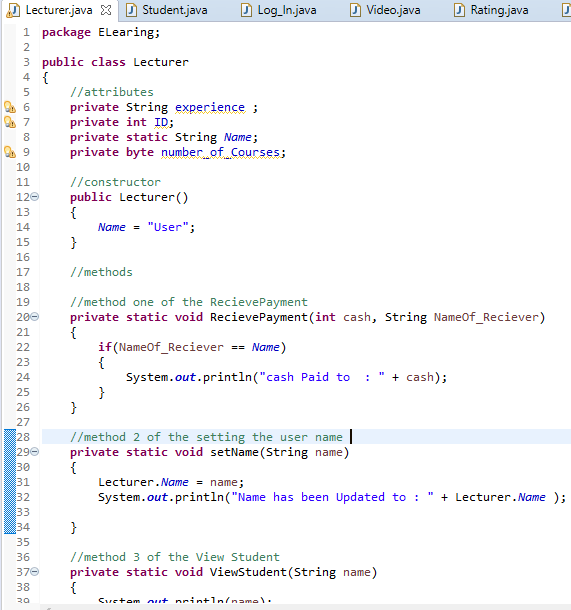 Lecturer.java Student.java Log_In.java Video.java Rating.java
1 package ELearing;
2
3 public class Lecturer
4 {
5 //attributes
6 private String experience ;
7 private int ID;
8 private static String Name;
9 private byte number_of_Courses;
10
11 //constructor
12 public Lecturer()
13 {
14 Name = "User";
15 }
16
17 //methods
18
19 //method one of the RecievePayment
20 private static void RecievePayment(int cash, String NameOf_Reciever)
21 {
22 if(NameOf_Reciever == Name)
23 {
24 System.out.println("cash Paid to  : " + cash);
25 }
26 }
27
28 //method 2 of the setting the user name
29 private static void setName(String name)
30 {
31 Lecturer.Name = name;
32 System.out.println("Name has been Updated to : " + Lecturer.Name );
33
34 }
35
36 //method 3 of the View Student
37 private static void ViewStudent(String name)
38 {
39 System.out.println(name);